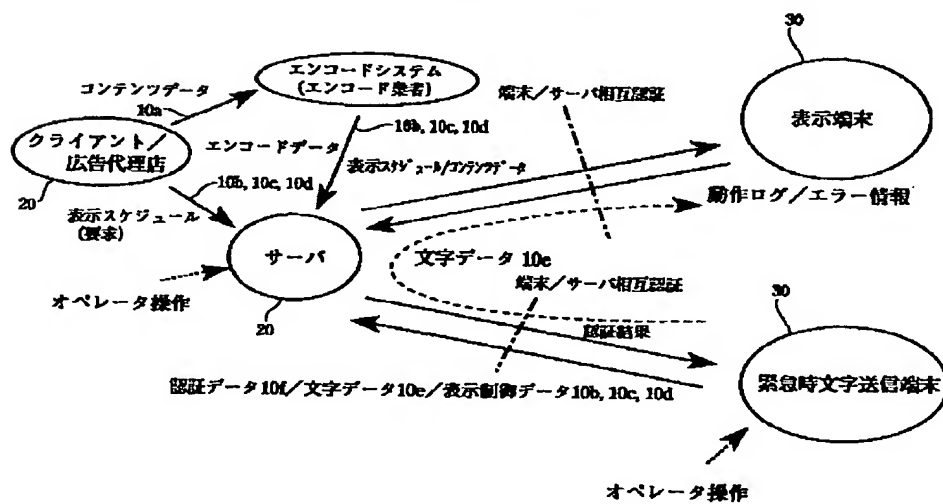 30
エンコードシステム
(エンコード業者)
コンテンツデータ
10a
端末/サーバ相互認証
表示端末
クライアント/
広告代理店
エンコードデータ
10b, 10c, 10d
表示スケジュール/コンテンツデータ
20
10b, 10c, 10d
動作ログ/エラー情報
表示スケジュール
(要求)
サーバ
文字データ 10e
端末/サーバ相互認証
オペレータ操作
20
30
認証結果
認証データ10f/文字データ10e/表示制御データ10b, 10c, 10d
緊急時文字送信端末
オペレータ操作